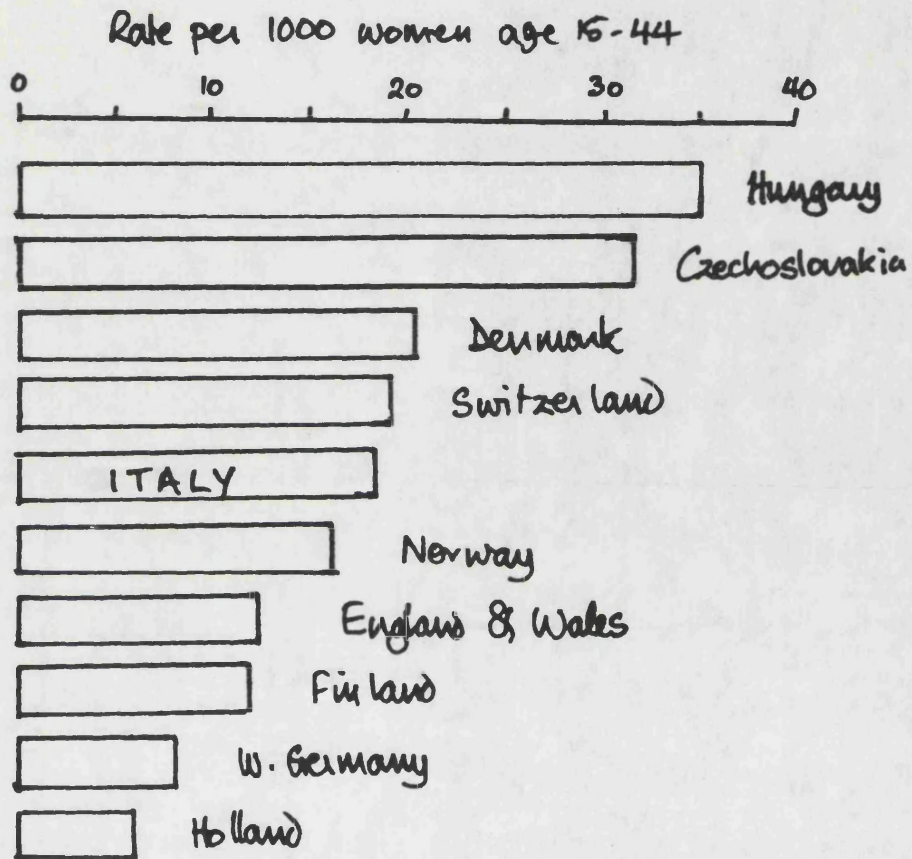 Rate per 1000 women age 15-44
0 10 20 30 40
Hungary
Czechoslovakia
Denmark
Switzerland
ITALY
Norway
England & Wales
Finland
W. Germany
Holland